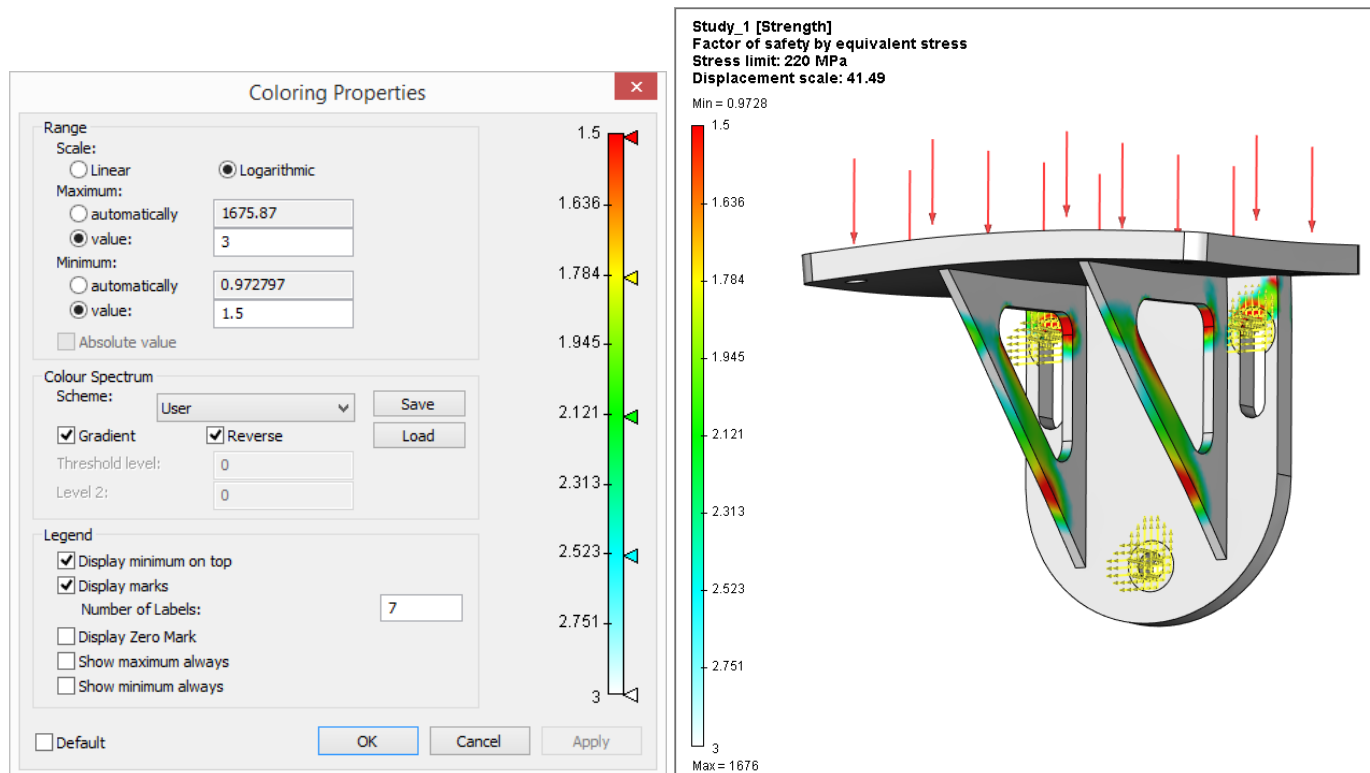 Coloring Properties
Range
Scale:
Linear
Logarithmic
Maximum:
automatically
1675.87
value:
3
Minimum:
automatically
0.972797
value:
1.5
Absolute value
Colour Spectrum
Scheme:
User
Save
Gradient
Reverse
Load
Threshold level:
0
Level 2:
0
Legend
Display minimum on top
Display marks
Number of Labels:
7
Display Zero Mark
Show maximum always
Show minimum always
Default
OK
Cancel
Apply
1.5
1.636
1.784
1.945
2.121
2.313
2.523
2.751
3
Study_1 [Strength]
Factor of safety by equivalent stress
Stress limit: 220 MPa
Displacement scale: 41.49
Min = 0.9728
1.5
1.636
1.784
1.945
2.121
2.313
2.523
2.751
3
Max = 1676